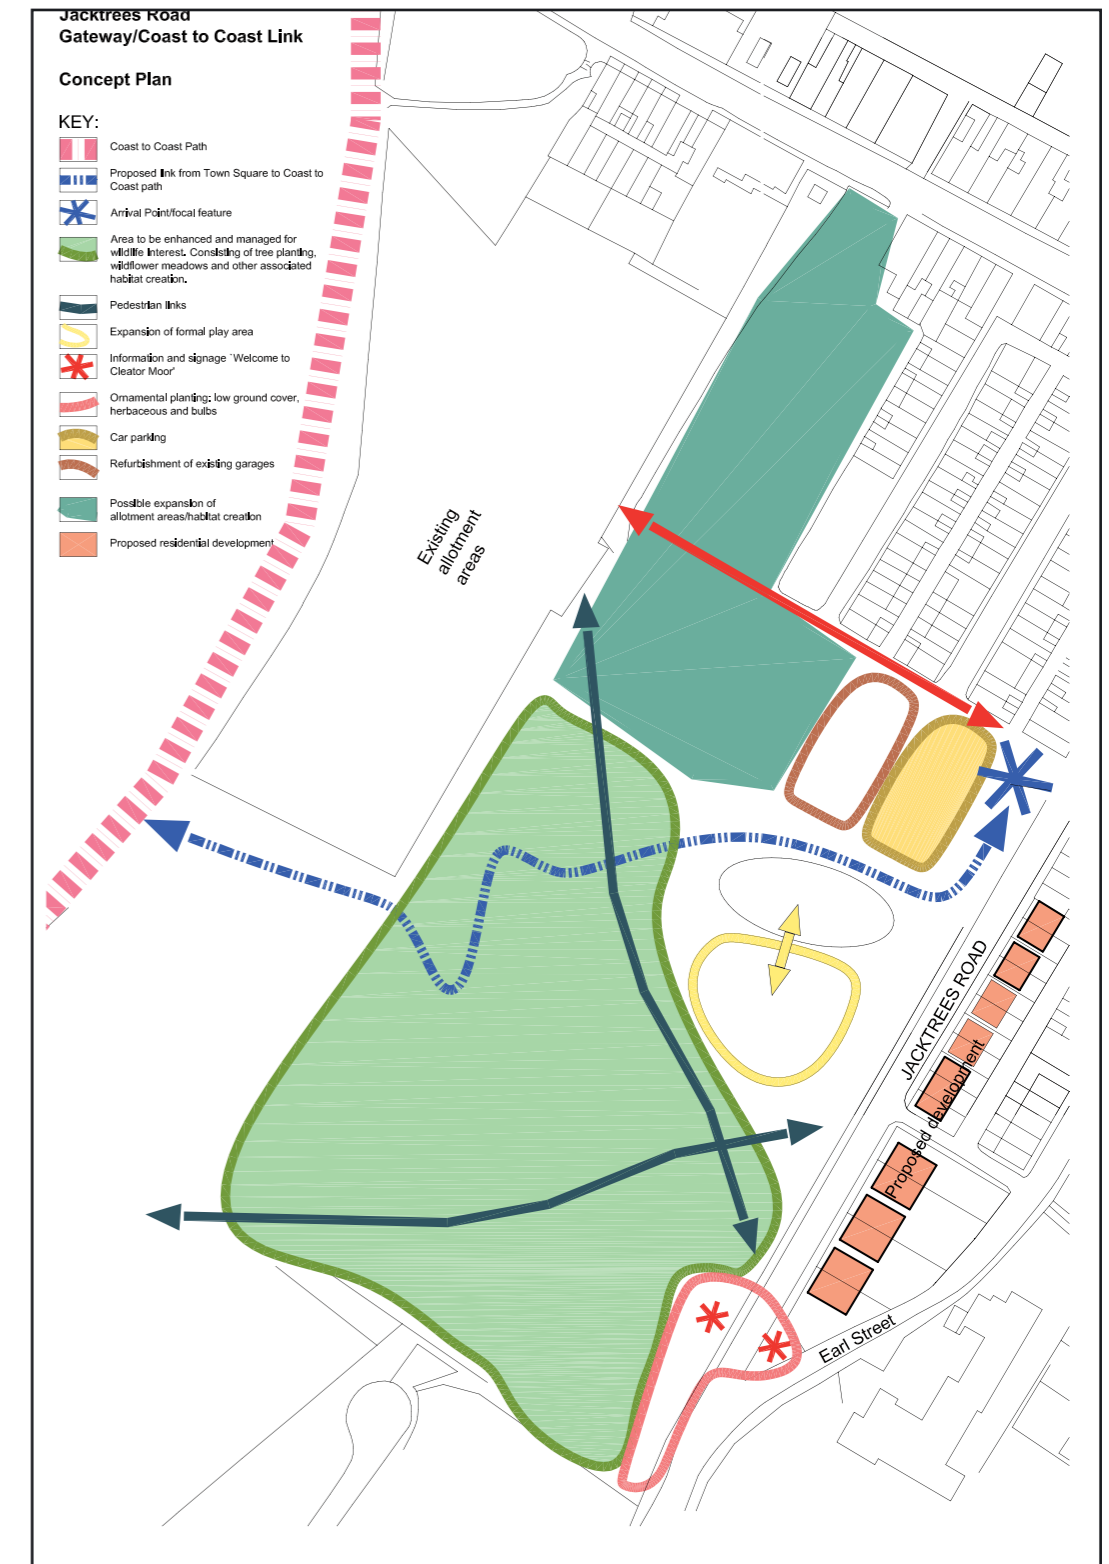 Jacktrees Road
Gateway/Coast to Coast Link
Concept Plan
KEY:
Coast to Coast Path
Proposed link from Town Square to Coast to
Coast path
Arrival Point/focal feature
Area to be enhanced and managed for
wildlife interest. Consisting of tree planting,
wildflower meadows and other associated
habitat creation.
Pedestrian links
Expansion of formal play area
Information and signage `Welcome to
Cleator Moor'
Ornamental planting; low ground cover,
herbaceous and bulbs
Car parking
Refurbishment of existing garages
Possible expansion of
allotment areas/habitat creation
Proposed residential development
Existing
allotment
areas
JACKTREES ROAD
Proposed development
Earl Street